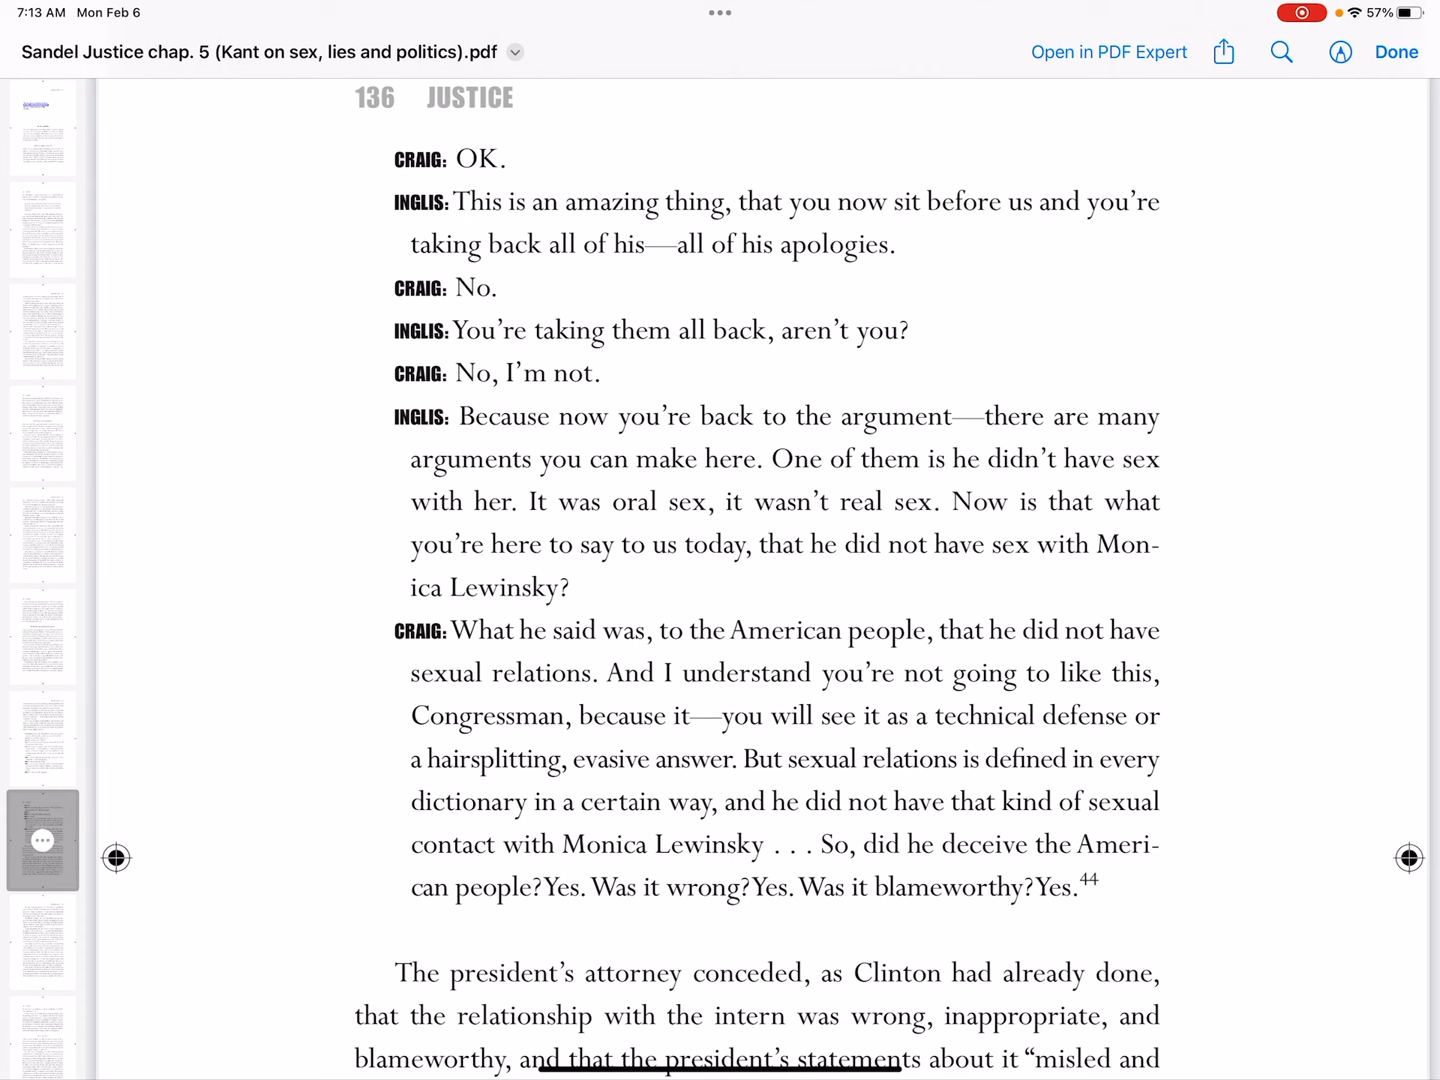 7:13 AM Mon Feb 6
57%
Sandel Justice chap. 5 (Kant on sex, lies and politics).pdf
Open in PDF Expert
Done
136 JUSTICE
CRAIG: OK.
INGLIS: This is an amazing thing, that you now sit before us and you’re
taking back all of his—all of his apologies.
CRAIG: No.
INGLIS: You’re taking them all back, aren’t you?
CRAIG: No, I’m not.
INGLIS: Because now you’re back to the argument—there are many
arguments you can make here. One of them is he didn’t have sex
with her. It was oral sex, it wasn’t real sex. Now is that what
you’re here to say to us today, that he did not have sex with Mon-
ica Lewinsky?
CRAIG: What he said was, to the American people, that he did not have
sexual relations. And I understand you’re not going to like this,
Congressman, because it—you will see it as a technical defense or
a hairsplitting, evasive answer. But sexual relations is defined in every
dictionary in a certain way, and he did not have that kind of sexual
contact with Monica Lewinsky . . . So, did he deceive the Ameri-
can people? Yes. Was it wrong? Yes. Was it blameworthy? Yes.44
The president’s attorney conceded, as Clinton had already done,
that the relationship with the intern was wrong, inappropriate, and
blameworthy, and that the president’s statements about it “misled and